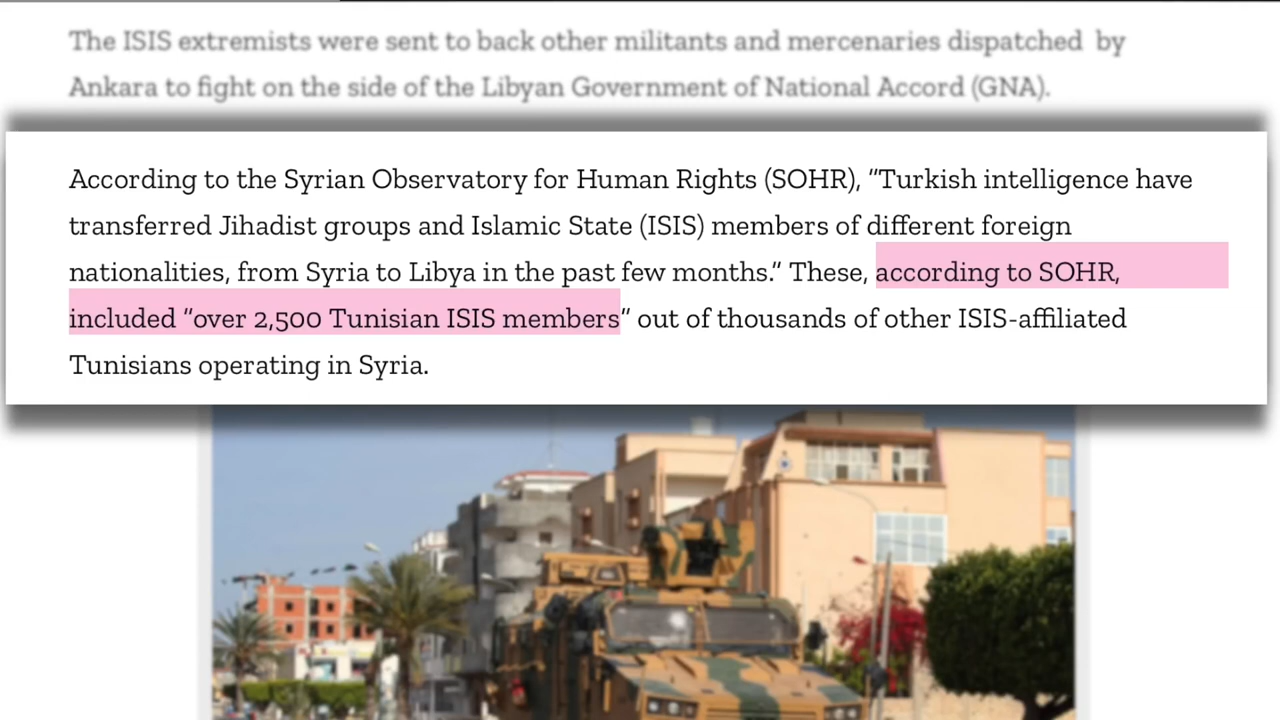 The ISIS extremists were sent to back other militants and mercenaries dispatched by
Ankara to fight on the side of the Libyan Government of National Accord (GNA).
According to the Syrian Observatory for Human Rights (SOHR), “Turkish intelligence have
transferred Jihadist groups and Islamic State (ISIS) members of different foreign
nationalities, from Syria to Libya in the past few months.” These, according to SOHR,
included “over 2,500 Tunisian ISIS members” out of thousands of other ISIS-affiliated
Tunisians operating in Syria.